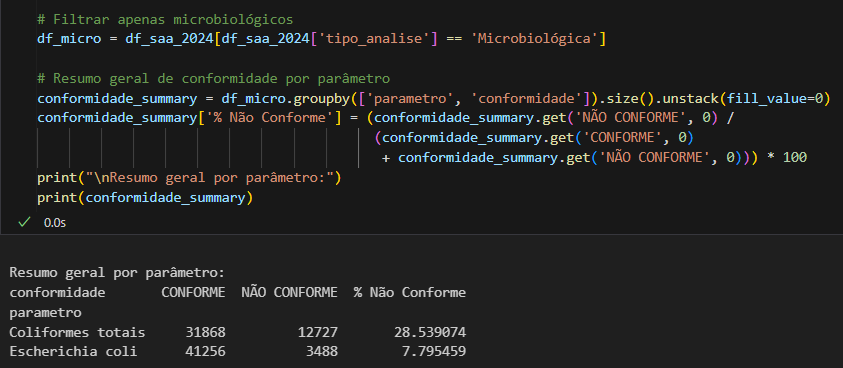 # Filtrar apenas microbiológicos
df_micro = df_saa_2024[df_saa_2024['tipo_analise'] == 'Microbiológica']
# Resumo geral de conformidade por parâmetro
conformidade_summary = df_micro.groupby(['parametro', 'conformidade']).size().unstack(fill_value=0)
conformidade_summary['% Não Conforme'] = (conformidade_summary.get('NÃO CONFORME', 0) /
(conformidade_summary.get('CONFORME', 0)
+ conformidade_summary.get('NÃO CONFORME', 0))) * 100
print("\nResumo geral por parâmetro:")
print(conformidade_summary)
0.0s
Resumo geral por parâmetro:
conformidade CONFORME NÃO CONFORME % Não Conforme
parametro
Coliformes totais 31868 12727 28.539074
Escherichia coli 41256 3488 7.795459